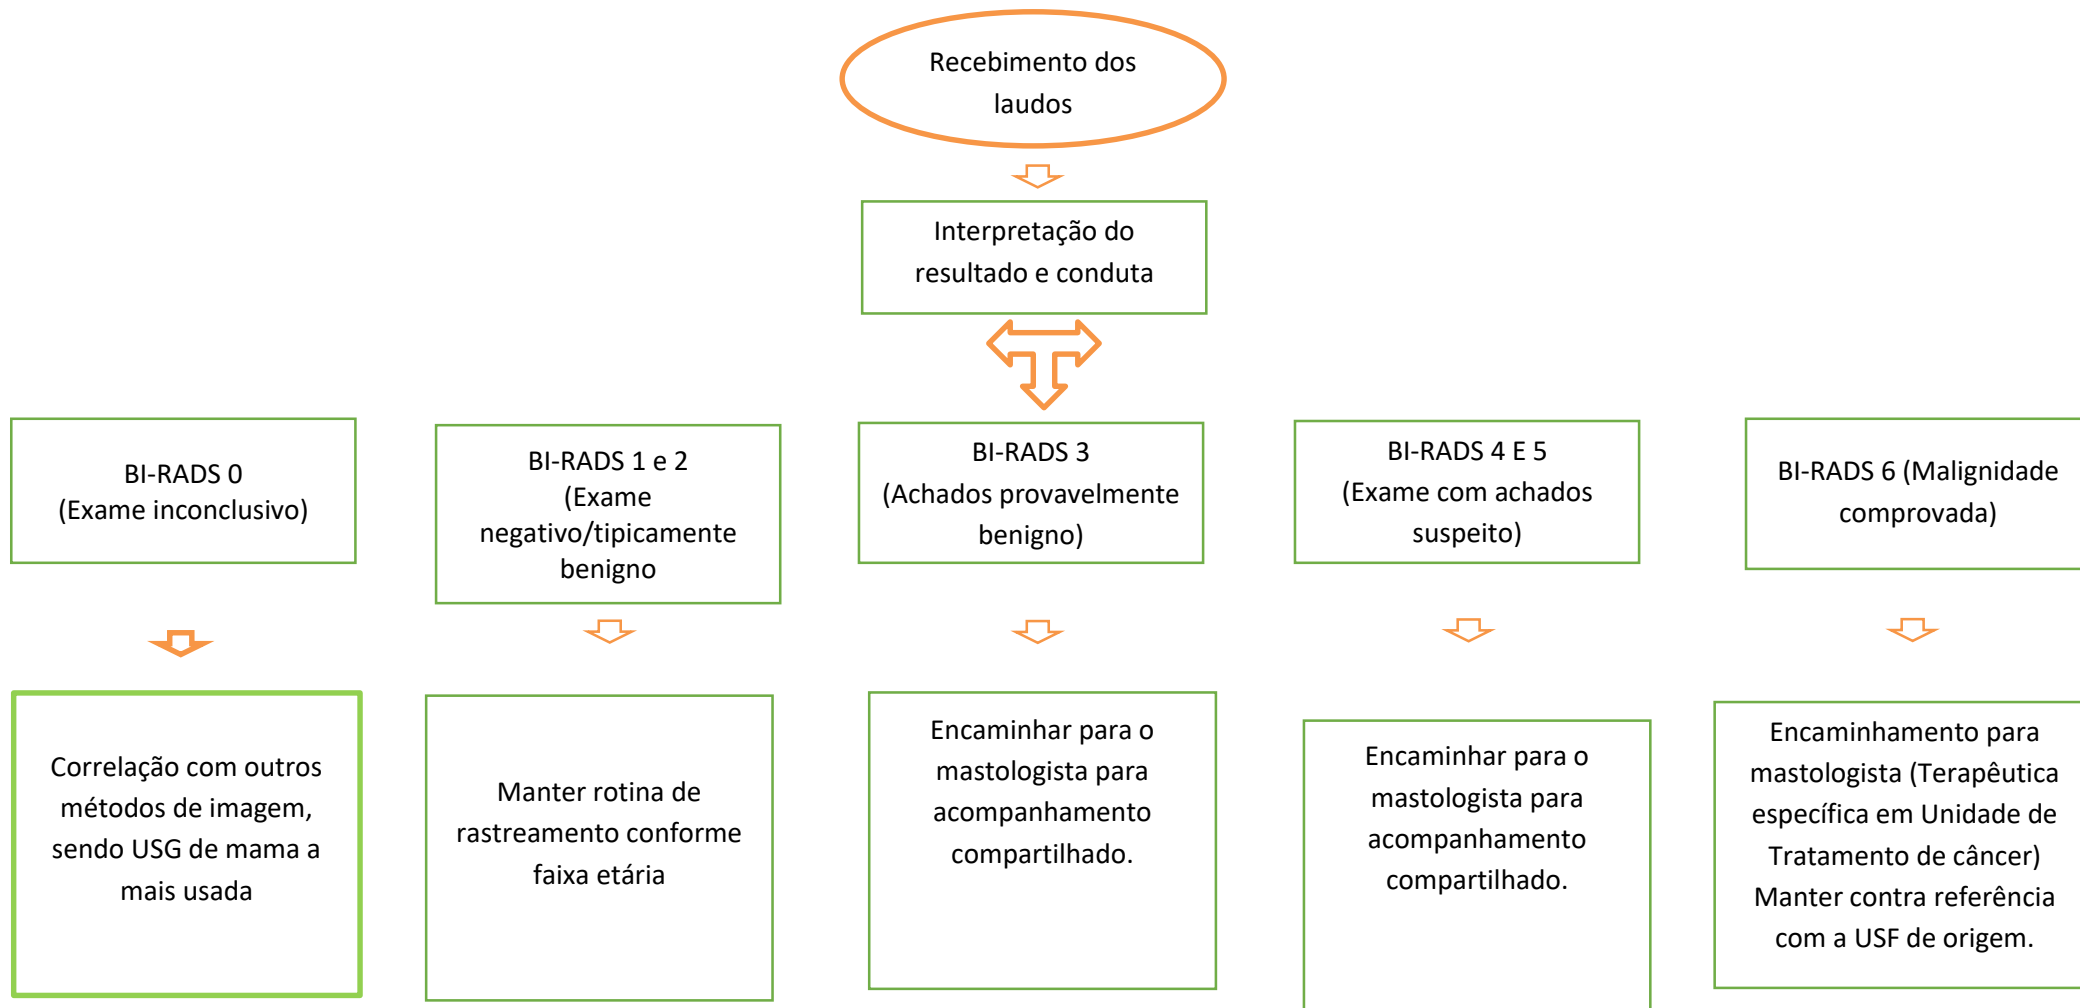 Recebimento dos
laudos
Interpretação do
resultado e conduta
BI-RADS 0
(Exame inconclusivo)
BI-RADS 1 e 2
(Exame
negativo/tipicamente
benigno
BI-RADS 3
(Achados provavelmente
benigno)
BI-RADS 4 E 5
(Exame com achados
suspeito)
BI-RADS 6 (Malignidade
comprovada)
Correlação com outros
métodos de imagem,
sendo USG de mama a
mais usada
Manter rotina de
rastreamento conforme
faixa etária
Encaminhar para o
mastologista para
acompanhamento
compartilhado.
Encaminhar para o
mastologista para
acompanhamento
compartilhado.
Encaminhamento para
mastologista (Terapêutica
específica em Unidade de
Tratamento de câncer)
Manter contra referência
com a USF de origem.